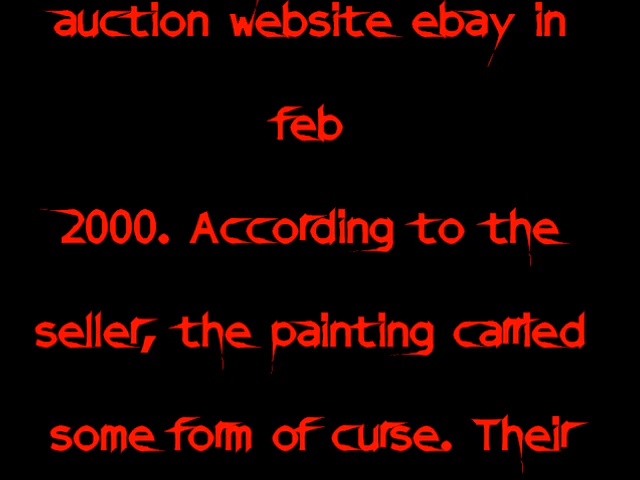 auction website ebay in
feb
2000. According to the
seller, the painting carried
some form of curse. Their